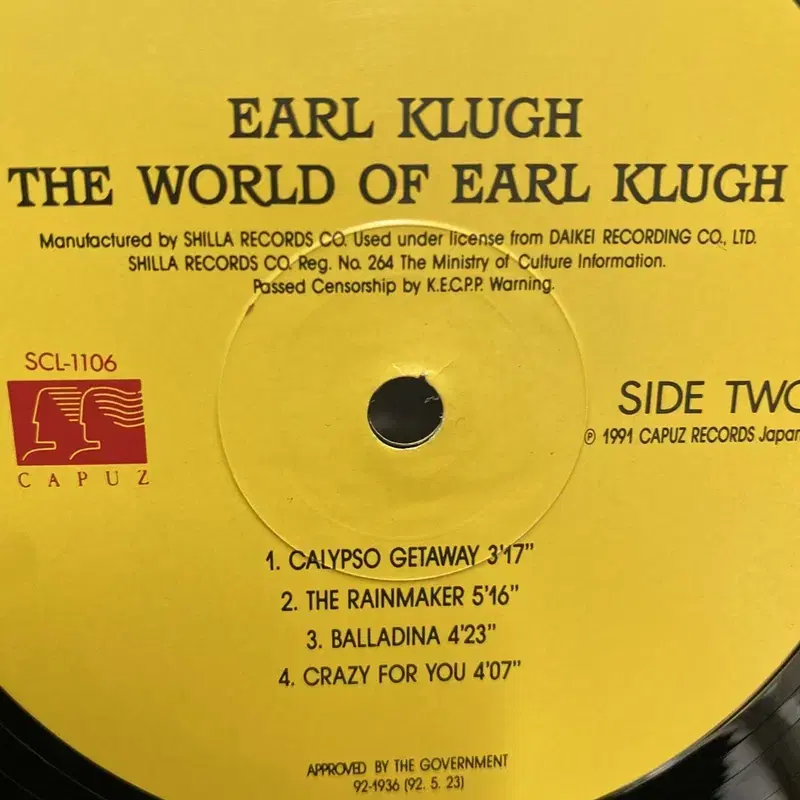 EARL KLUGH
THE WORLD OF EARL KLUGH
Manufactured by SHILLA RECORDS CO. Used under license from DAIKEI RECORDING CO., LTD.
SHILLA RECORDS CO. Reg. No. 264 The Ministry of Culture Information.
Passed Censorship by K.E.C.P.P. Warning.
SCL-1106
CAPUZ
SIDE TWO
℗ 1991 CAPUZ RECORDS Japan
1. CALYPSO GETAWAY 3'17"
2. THE RAINMAKER 5'16"
3. BALLADINA 4'23"
4. CRAZY FOR YOU 4'07"
APPROVED BY THE GOVERNMENT
92-1936 (92. 5. 23)